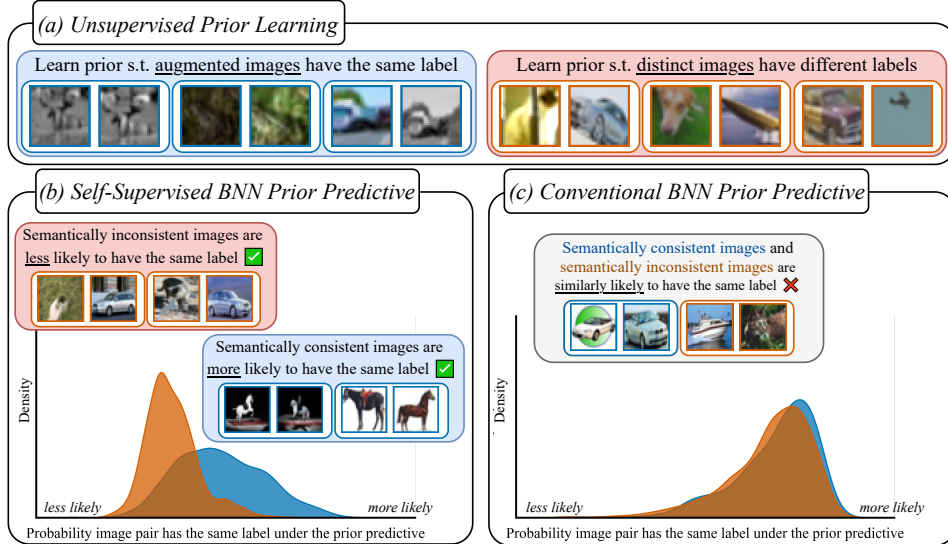 (a) Unsupervised Prior Learning
Learn prior s.t. augmented images have the same label
Learn prior s.t. distinct images have different labels
(b) Self-Supervised BNN Prior Predictive
Semantically inconsistent images are
less likely to have the same label
Semantically consistent images are
more likely to have the same label
Density
less likely
more likely
Probability image pair has the same label under the prior predictive
(c) Conventional BNN Prior Predictive
Semantically consistent images and
semantically inconsistent images are
similarly likely to have the same label
Density
less likely
more likely
Probability image pair has the same label under the prior predictive